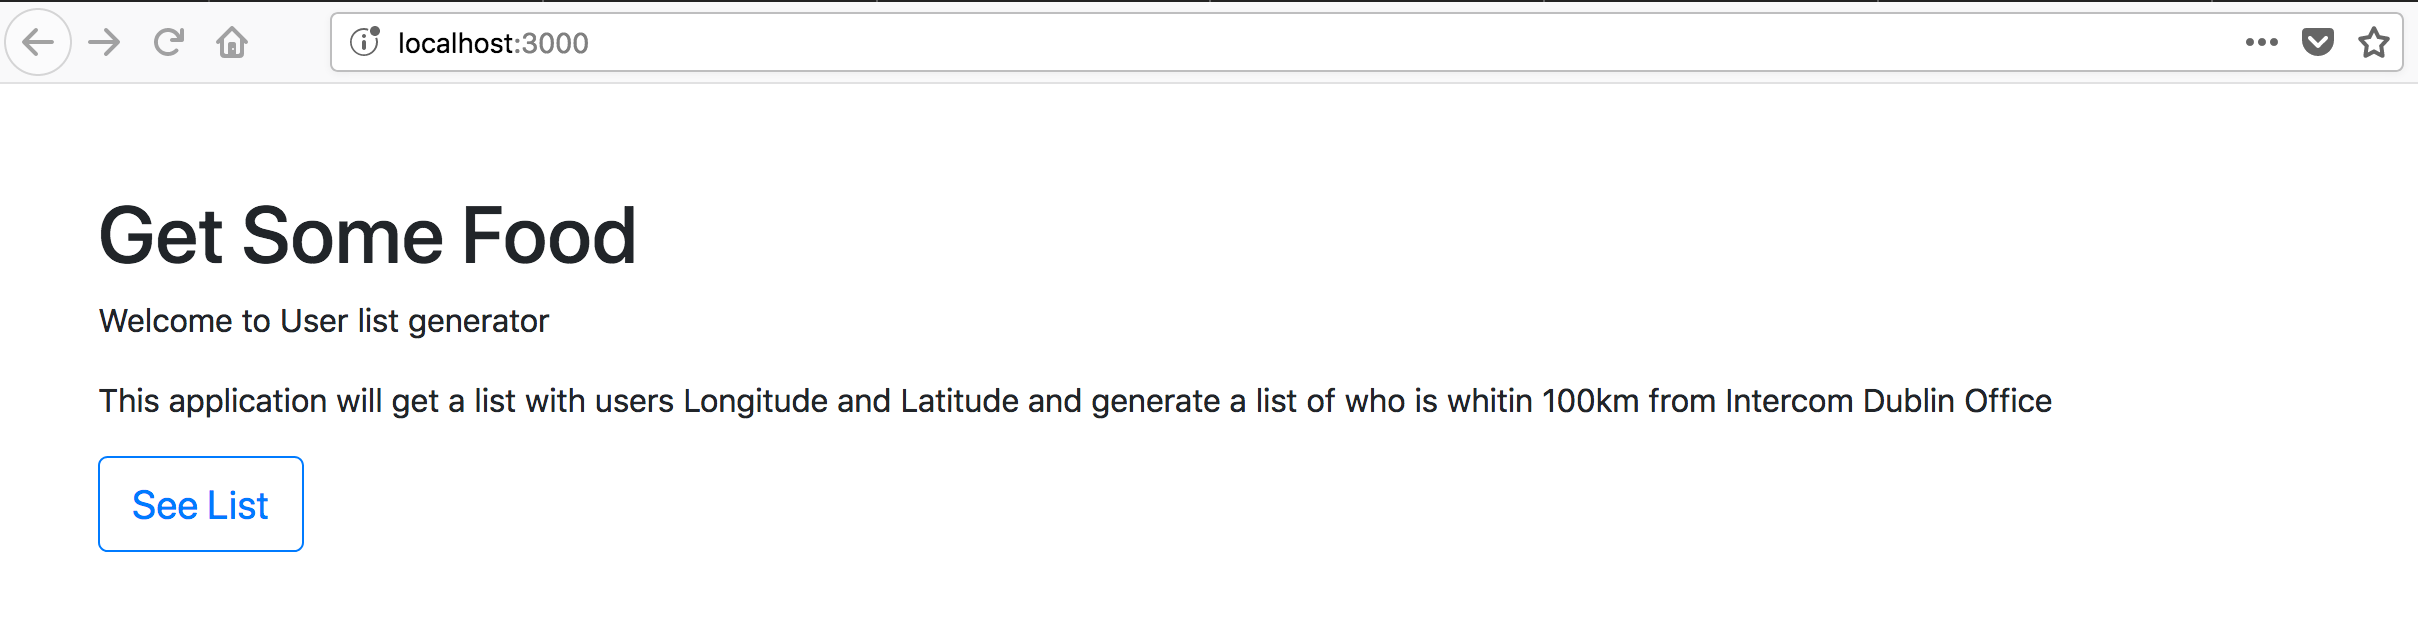 localhost:3000
Get Some Food
Welcome to User list generator
This application will get a list with users Longitude and Latitude and generate a list of who is whitin 100km from Intercom Dublin Office
See List